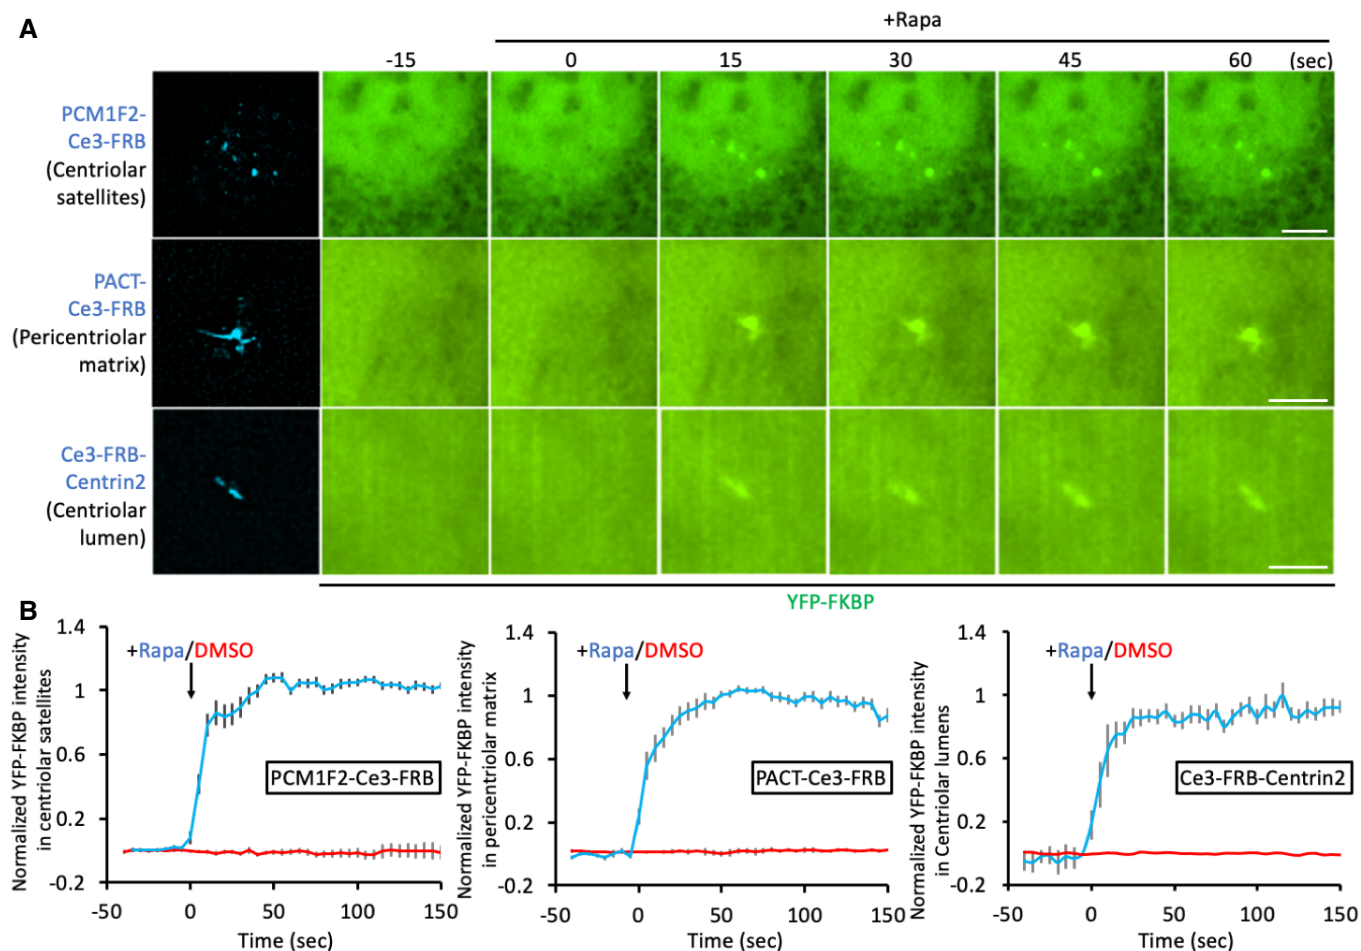 A
+Rapa
-15 0 15 30 45 60 (sec)
PCM1F2-
Ce3-FRB
(Centriolar
satellites)
PACT-
Ce3-FRB
(Pericentriolar
matrix)
Ce3-FRB-
Centrin2
(Centriolar
lumen)
YFP-FKBP
B
Normalized YFP-FKBP intensity
in centriolar satellites
1.4
1
0.6
0.2
-0.2
+Rapa/DMSO
PCM1F2-Ce3-FRB
-50 0 50 100 150
Time (sec)
Normalized YFP-FKBP intensity
in pericentriolar matrix
1.4
1
0.6
0.2
-0.2
+Rapa/DMSO
PACT-Ce3-FRB
-50 0 50 100 150
Time (sec)
Normalized YFP-FKBP intensity
in Centriolar lumens
1.4
1
0.6
0.2
-0.2
+Rapa/DMSO
Ce3-FRB-Centrin2
-50 0 50 100 150
Time (sec)